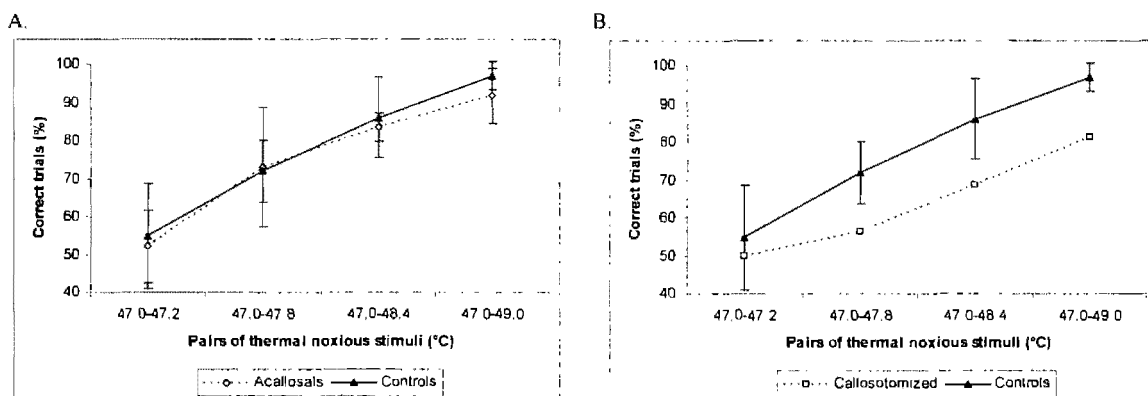 A.
100
90
80
70
60
50
40
Correct trials (%)
47.0-47.2
47.0-47.8
48.4
47.0-48.4
47.0-49.0
Pairs of thermal noxious stimuli (°C)
Acallosals
Controls
B.
100
90
80
70
60
50
40
Correct trials (%)
47.0-47.2
47.0-47.8
47.0-48.4
47.0-49.0
Pairs of thermal noxious stimuli (°C)
Callosotomized
Controls